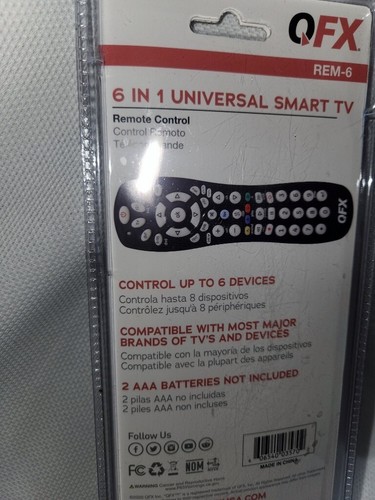 QFX
REM-6
6 IN 1 UNIVERSAL SMART TV
Remote Control
Control Remoto
QFX
CONTROL UP TO 6 DEVICES
Controla hasta 8 dispositivos
Contrôlez jusqu'à 8 périphériques
COMPATIBLE WITH MOST MAJOR
BRANDS OF TV'S AND DEVICES
Compatible con la mayoría de los dispositivos
Compatible avec la plupart des appareils
2 AAA BATTERIES NOT INCLUDED
2 pilas AAA no incluidas
2 piles AAA non incluses
Follow Us
FC
NOM
MADE IN CHINA
WARNING